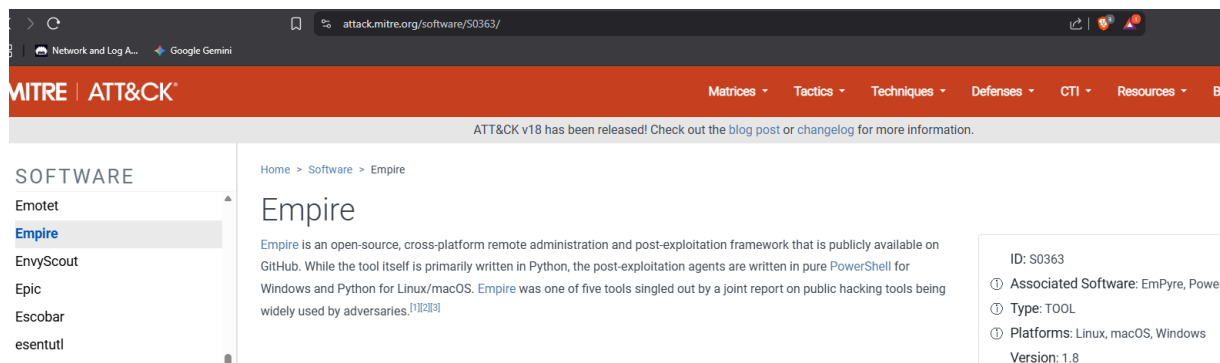 attack.mitre.org/software/S0363/
Network and Log A... Google Gemini
MITRE | ATT&CK® Matrices Tactics Techniques Defenses CTI Resources B
ATT&CK v18 has been released! Check out the blog post or changelog for more information.
SOFTWARE
Emotet
Empire
EnvyScout
Epic
Escobar
esentutl
Home > Software > Empire
Empire
Empire is an open-source, cross-platform remote administration and post-exploitation framework that is publicly available on
GitHub. While the tool itself is primarily written in Python, the post-exploitation agents are written in pure PowerShell for
Windows and Python for Linux/macOS. Empire was one of five tools singled out by a joint report on public hacking tools being
widely used by adversaries.[1][2][3]
ID: S0363
Associated Software: EmPyre, Powe
Type: TOOL
Platforms: Linux, macOS, Windows
Version: 1.8